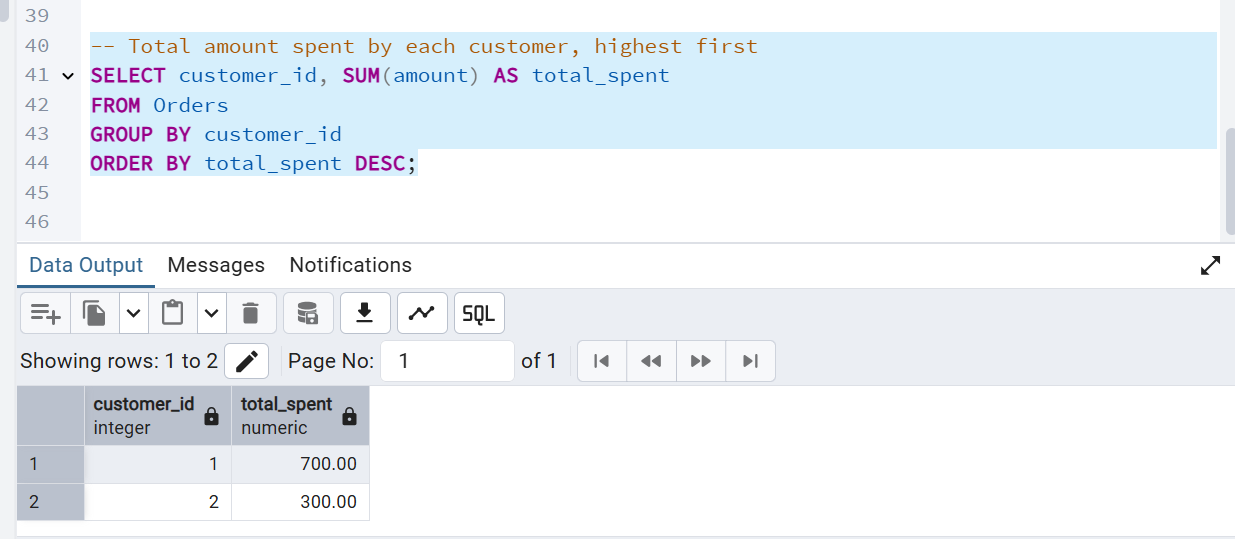 39
40 -- Total amount spent by each customer, highest first
41 SELECT customer_id, SUM(amount) AS total_spent
42 FROM Orders
43 GROUP BY customer_id
44 ORDER BY total_spent DESC;
45
46
Data Output Messages Notifications
SQL
Showing rows: 1 to 2 Page No: 1 of 1
customer_id total_spent
integer numeric
1 1 700.00
2 2 300.00